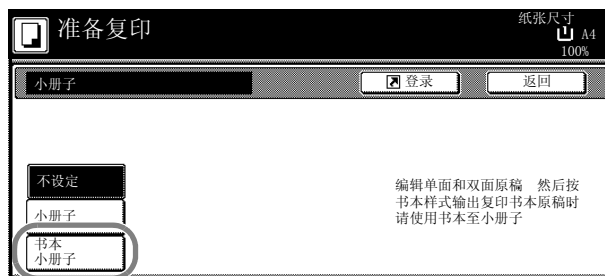 准备复印
纸张尺寸
A4
100%
小册子
登录
返回
不设定
小册子
书本
小册子
编辑单面和双面原稿 然后按
书本样式输出复印书本原稿时
请使用书本至小册子